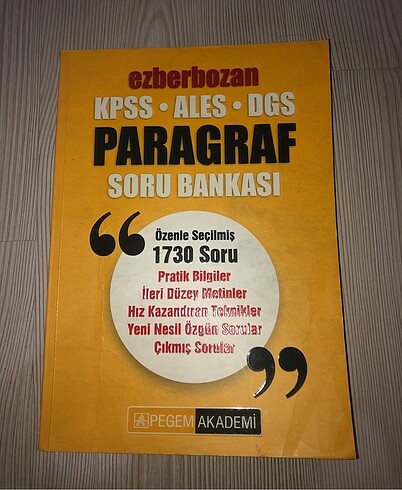 ezberbozan
KPSS • ALES • DGS
PARAGRAF
SORU BANKASI
Özenle Seçilmiş
1730 Soru
Pratik Bilgiler
İleri Düzey Metinler
Hız Kazandıran Teknikler
Yeni Nesil Özgün Sorular
Çıkmış Sorular
PEGEM AKADEMİ